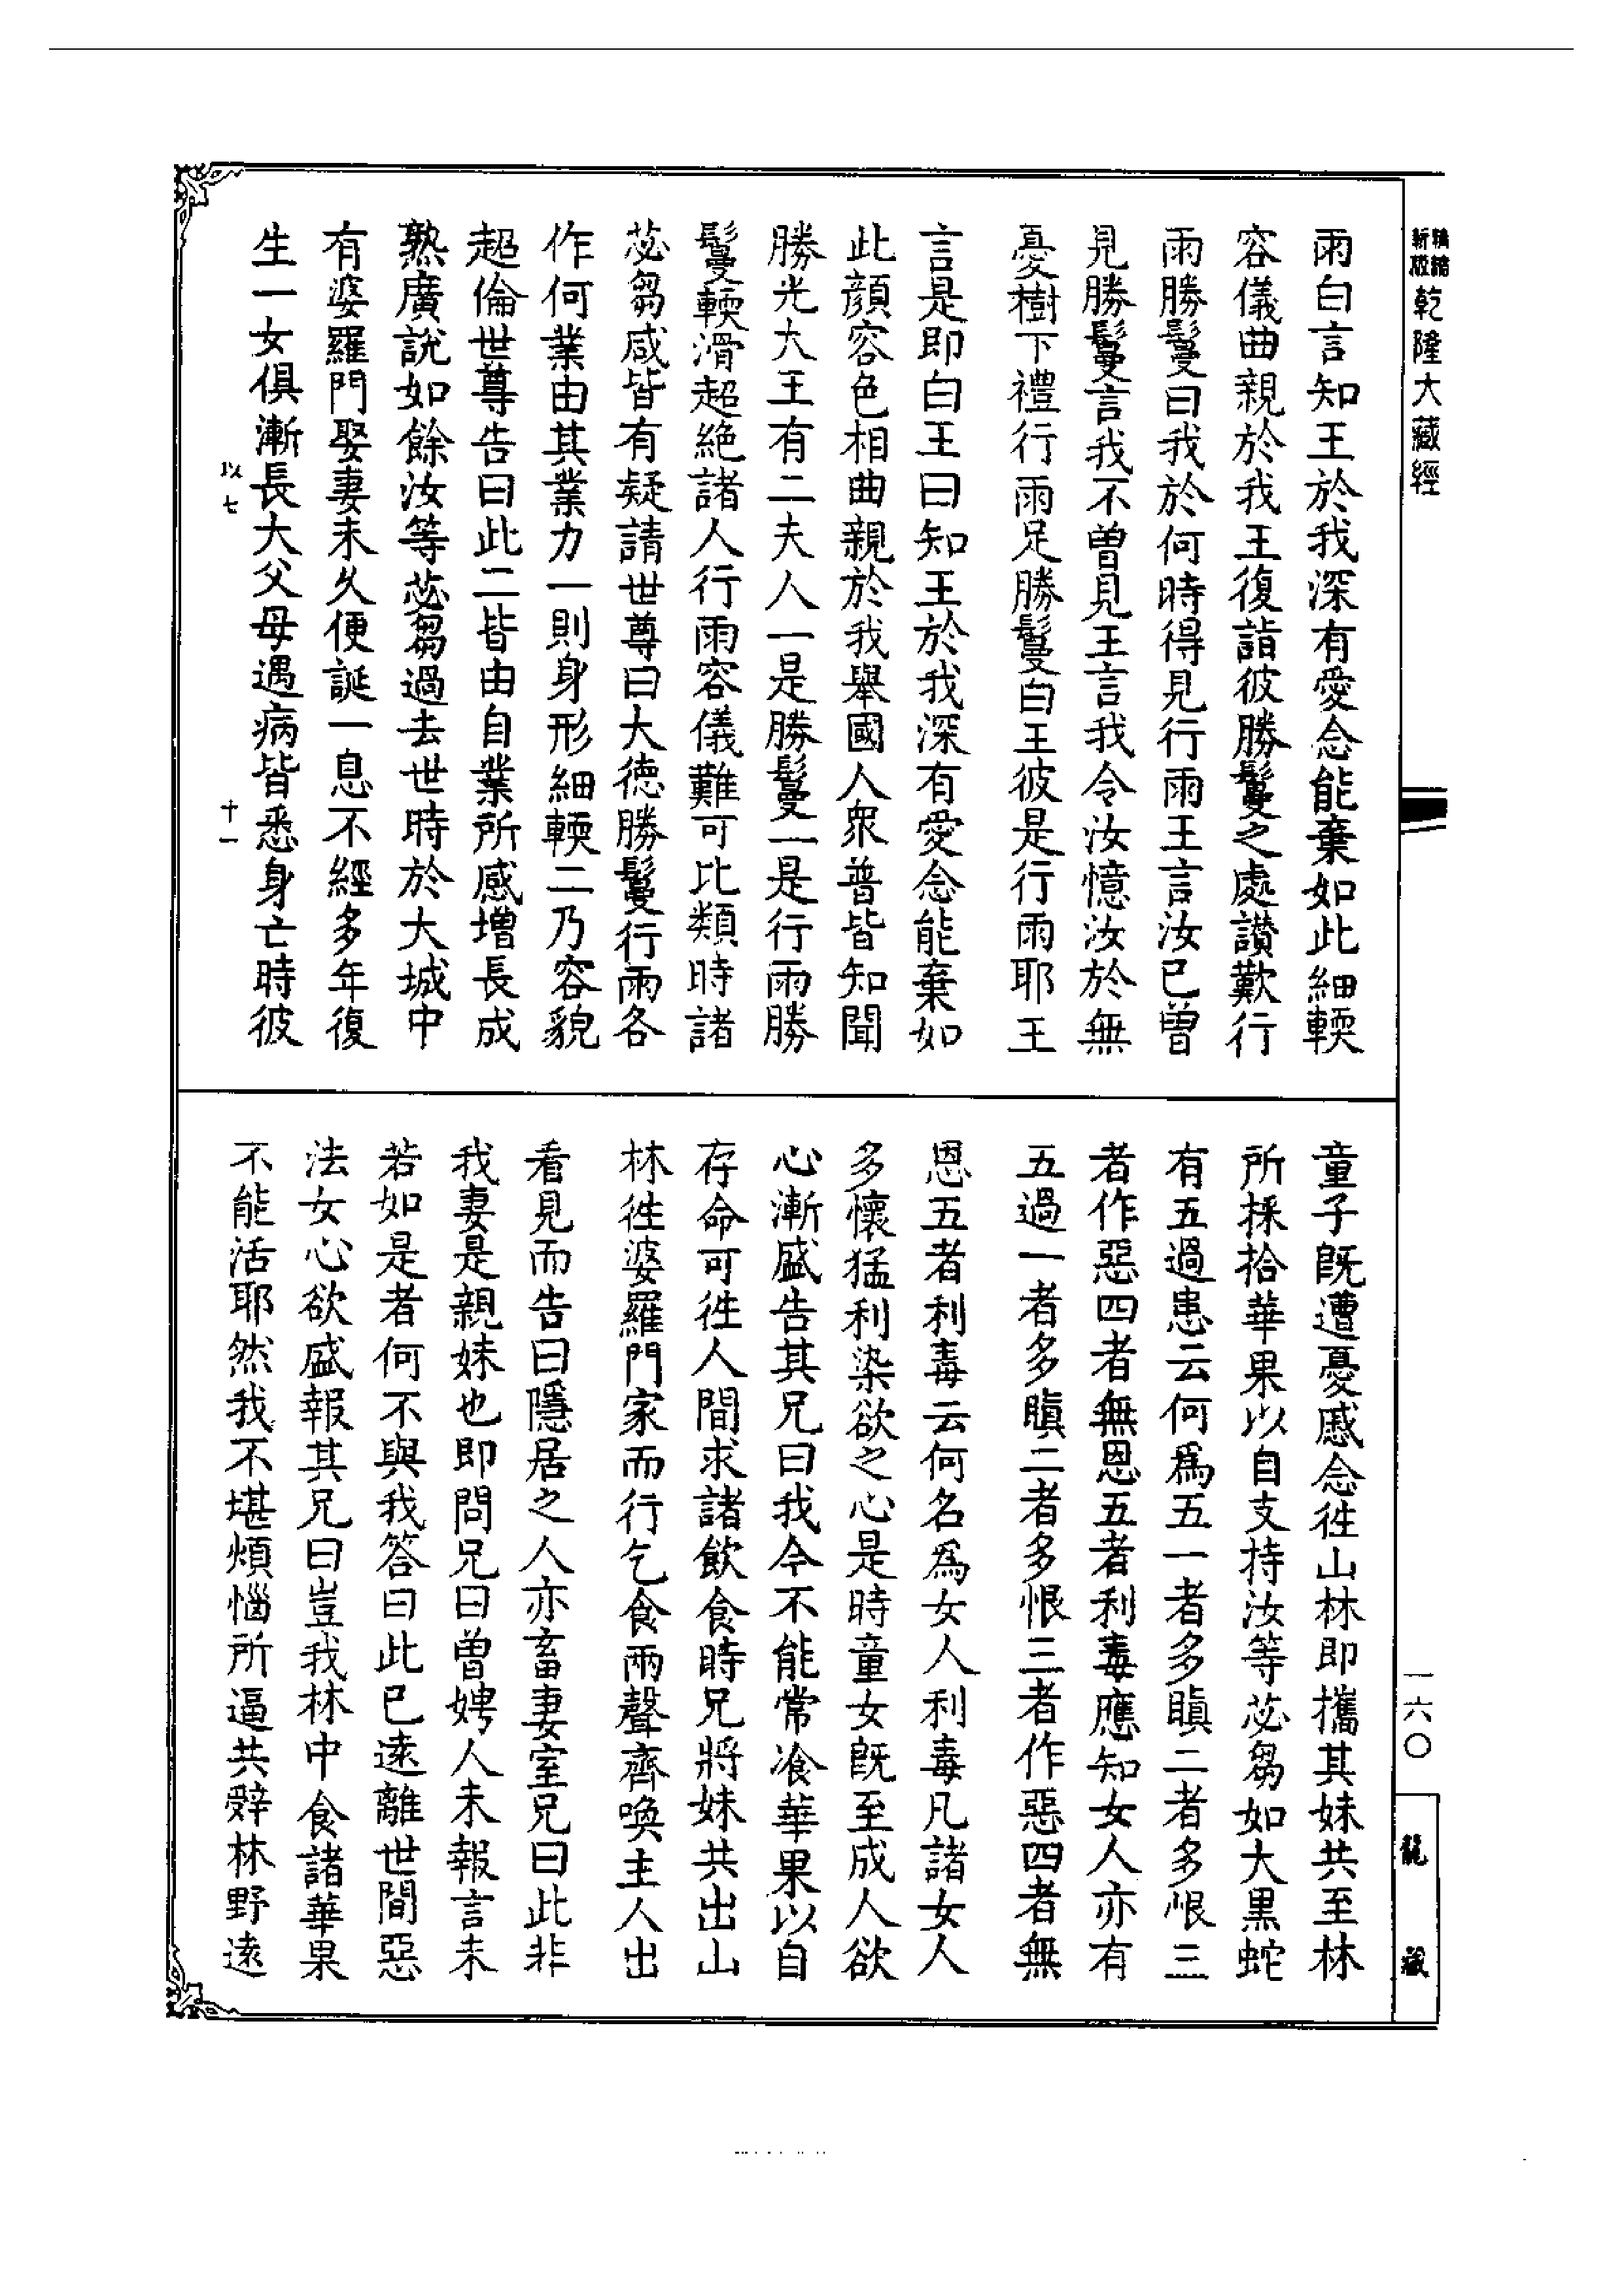 新縮
精縮
乾隆大藏經
雨白言知王於我深有愛念能棄如此細輭
容儀曲親於我王復詣彼勝鬘之處讃歎行
雨勝鬘曰我於何時得見行雨王言汝已曾
見勝鬘言我不曾見王言我令汝憶汝於無
憂樹下禮行雨足勝鬘白王彼是行雨耶王
言是即白王曰知王於我深有愛念能棄如
此顔容色相曲親於我舉國人衆普皆知聞
勝光大王有二夫人一是勝鬘二是行雨勝
鬘輭滑超絶諸人行雨容儀難可比類時諸
苾芻咸皆有疑請世尊曰大德勝鬘行雨各
作何業由其業力一則身形細輭二乃容貌
超倫世尊告曰此二皆由自業所感增長成
熟廣說如餘汝等苾芻過去世時於大城中
有婆羅門娶妻未久便誕一息不經多年復
生一女俱漸長大父母遇病皆悉身亡時彼
以七
十一
童子旣遭憂慼念徃山林即攜其妹共至林
所採拾華果以自支持汝等苾芻如大黒蛇
有五過患云何爲五一者多瞋二者多恨三
者作惡四者無恩五者利毒應知女人亦有
五過一者多瞋二者多恨三者作惡四者無
恩五者利毒云何名爲女人利毒凡諸女人
多懷猛利染欲之心是時童女旣至成人欲
心漸盛告其兄曰我今不能常飡華果以自
存命可徃人間求諸飲食時兄將妹共出山
林徃婆羅門家而行乞食兩聲齊喚主人出
看見而告曰隱居之人亦畜妻室兄曰此非
我妻是親妹也即問兄曰曾娉人未報言未
若如是者何不與我答曰此已逺離世間惡
法女心欲盛報其兄曰豈我林中食諸華果
不能活耶然我不堪煩惱所逼共辤林野逺
一六〇
龍藏